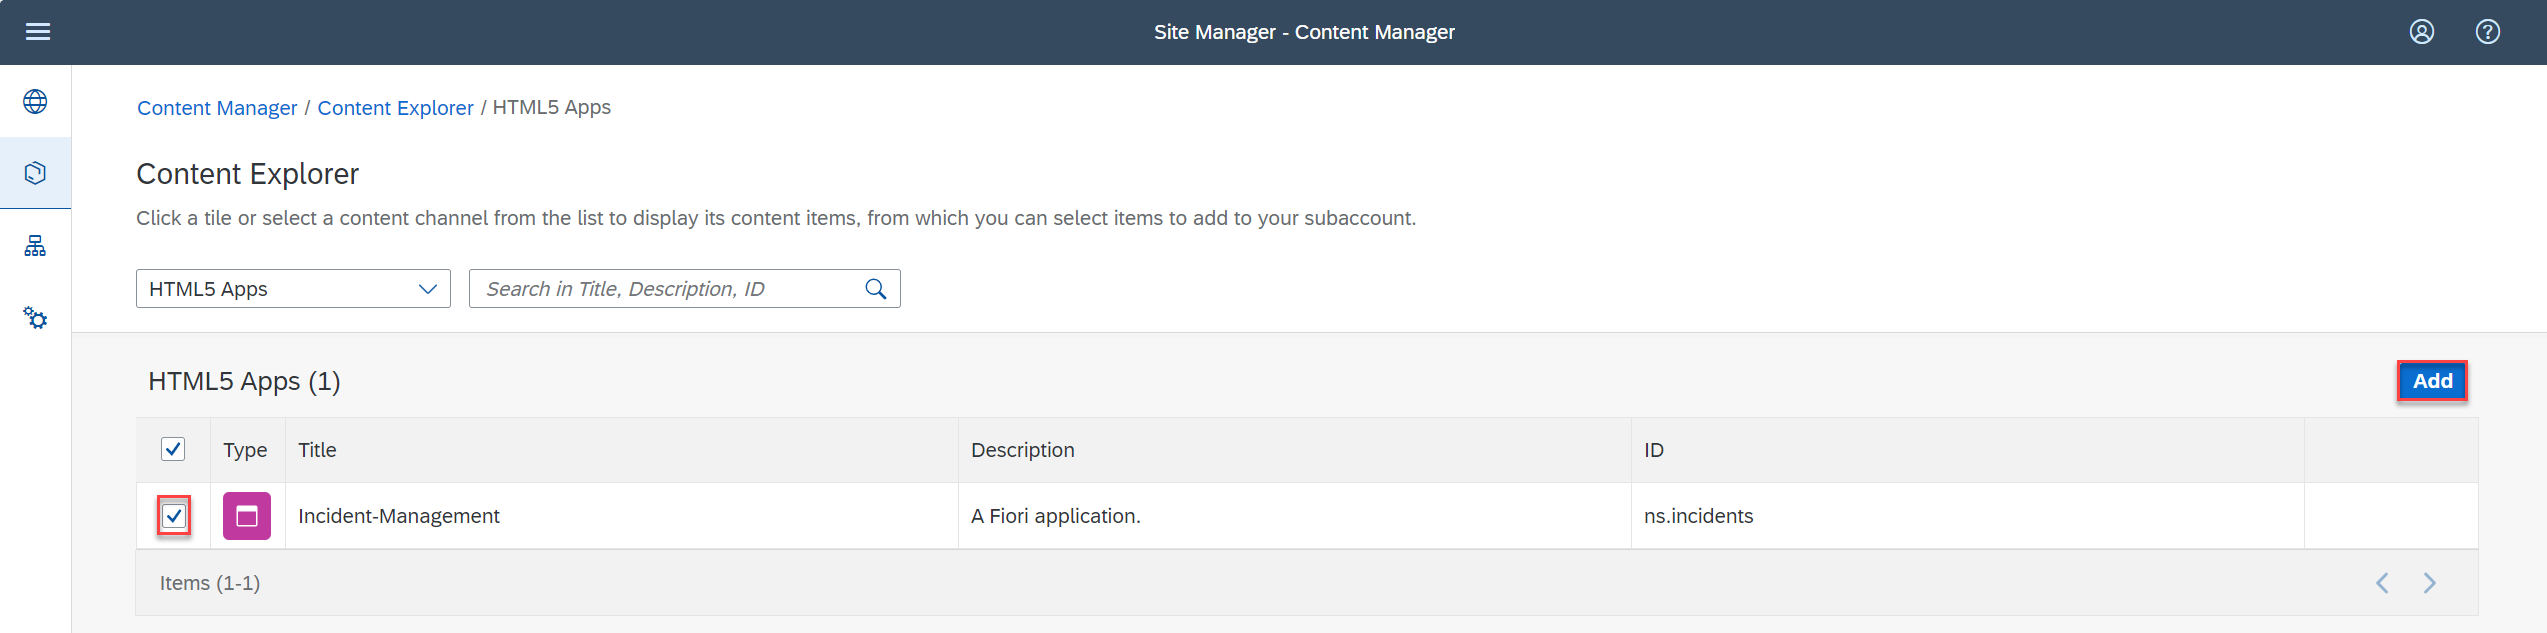 Site Manager - Content Manager
Content Manager / Content Explorer / HTML5 Apps
Content Explorer
Click a tile or select a content channel from the list to display its content items, from which you can select items to add to your subaccount.
HTML5 Apps
Search in Title, Description, ID
HTML5 Apps (1)
Add
Type Title Description ID
Incident-Management A Fiori application. ns.incidents
Items (1-1)